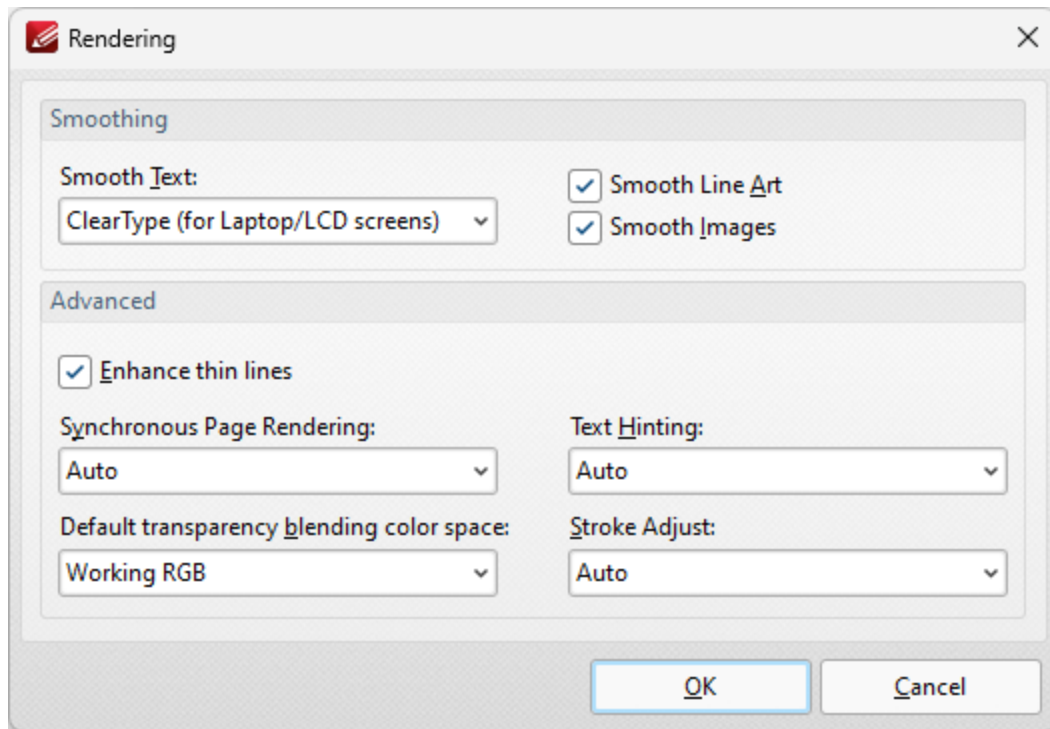 Rendering
Smoothing
Smooth Text:
ClearType (for Laptop/LCD screens)
Smooth Line Art
Smooth Images
Advanced
Enhance thin lines
Synchronous Page Rendering:
Text Hinting:
Auto
Auto
Default transparency blending color space:
Stroke Adjust:
Working RGB
Auto
OK
Cancel